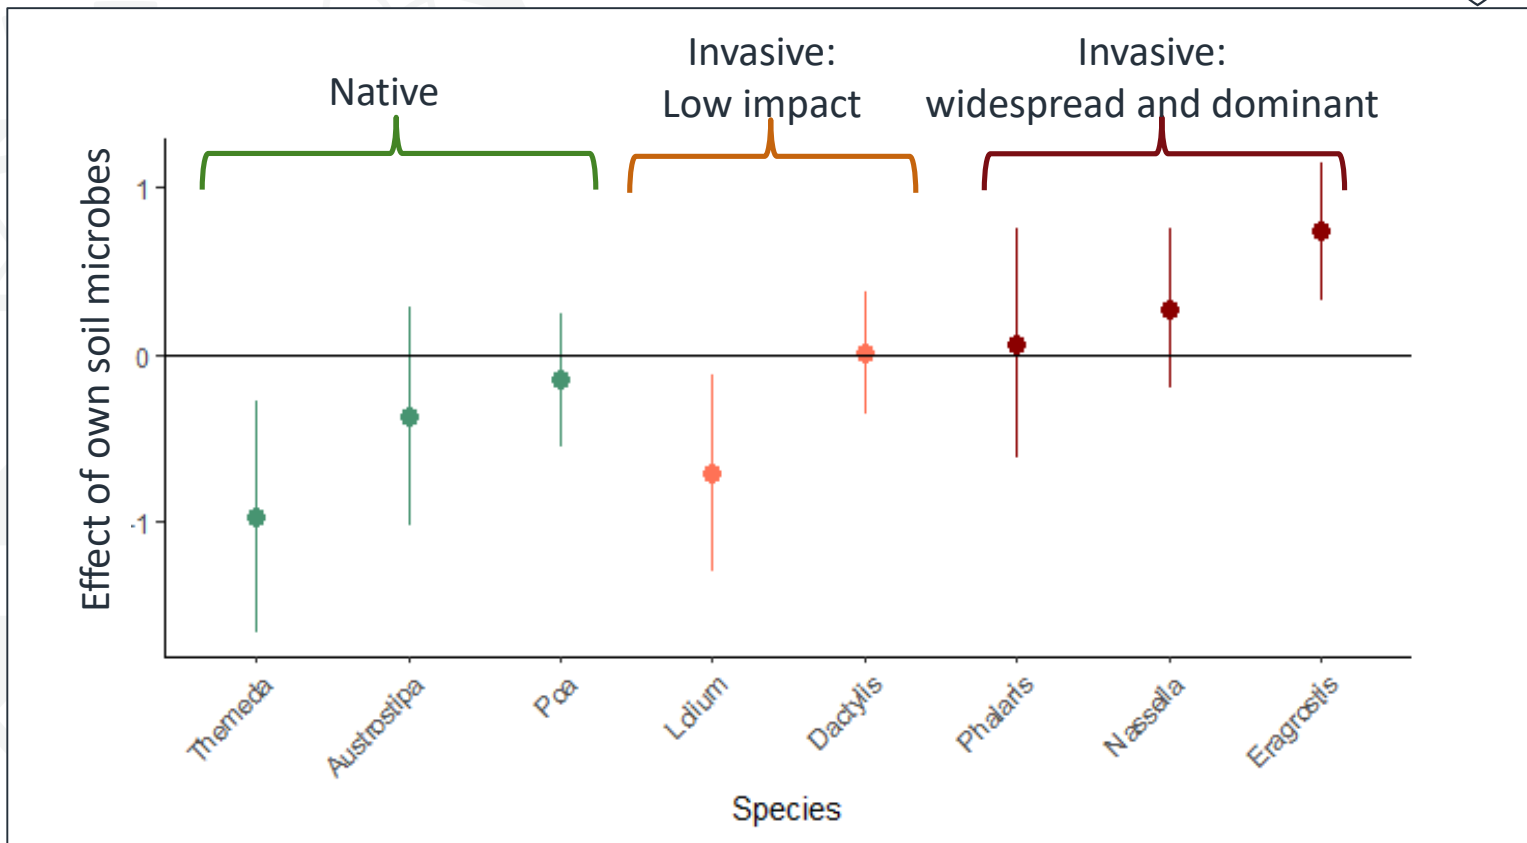 Native
Invasive:
Low impact
Invasive:
widespread and dominant
Effect of own soil microbes
1
0
-1
Themeda
Austrostipa
Poa
Lolium
Dactylis
Phalaris
Nassella
Eragrostis
Species